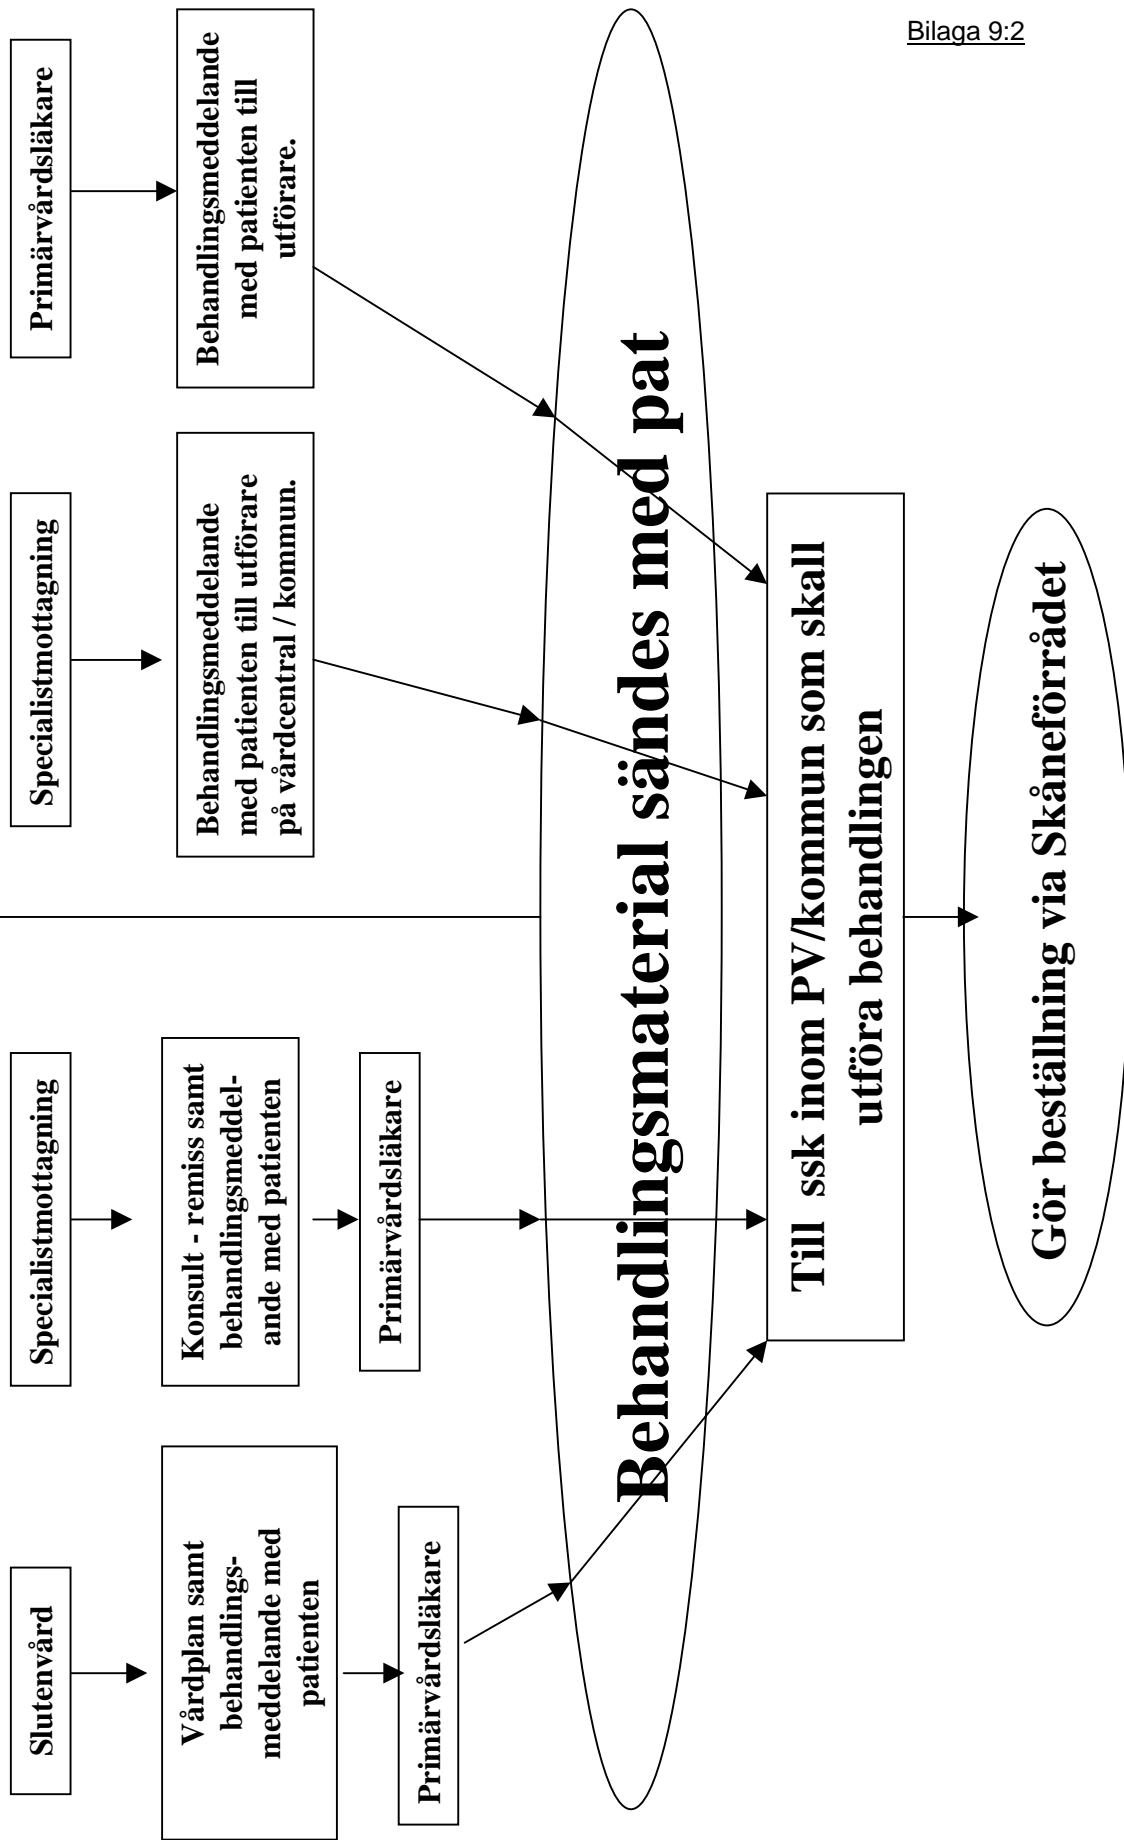 Bilaga 9:2
Slutenvård
Vårdplan samt
behandlings-
meddelande med
patienten
Primärvårdsläkare
Specialistmottagning
Konsult - remiss samt
behandlingsmeddel-
ande med patienten
Primärvårdsläkare
Specialistmottagning
Behandlingsmeddelande
med patienten till utförare
på vårdcentral / kommun.
Primärvårdsläkare
Behandlingsmeddelande
med patienten till
utförare.
Behandlingsmaterial sändes med pat
Till ssk inom PV/kommun som skall
utföra behandlingen
Gör beställning via Skåneförrådet